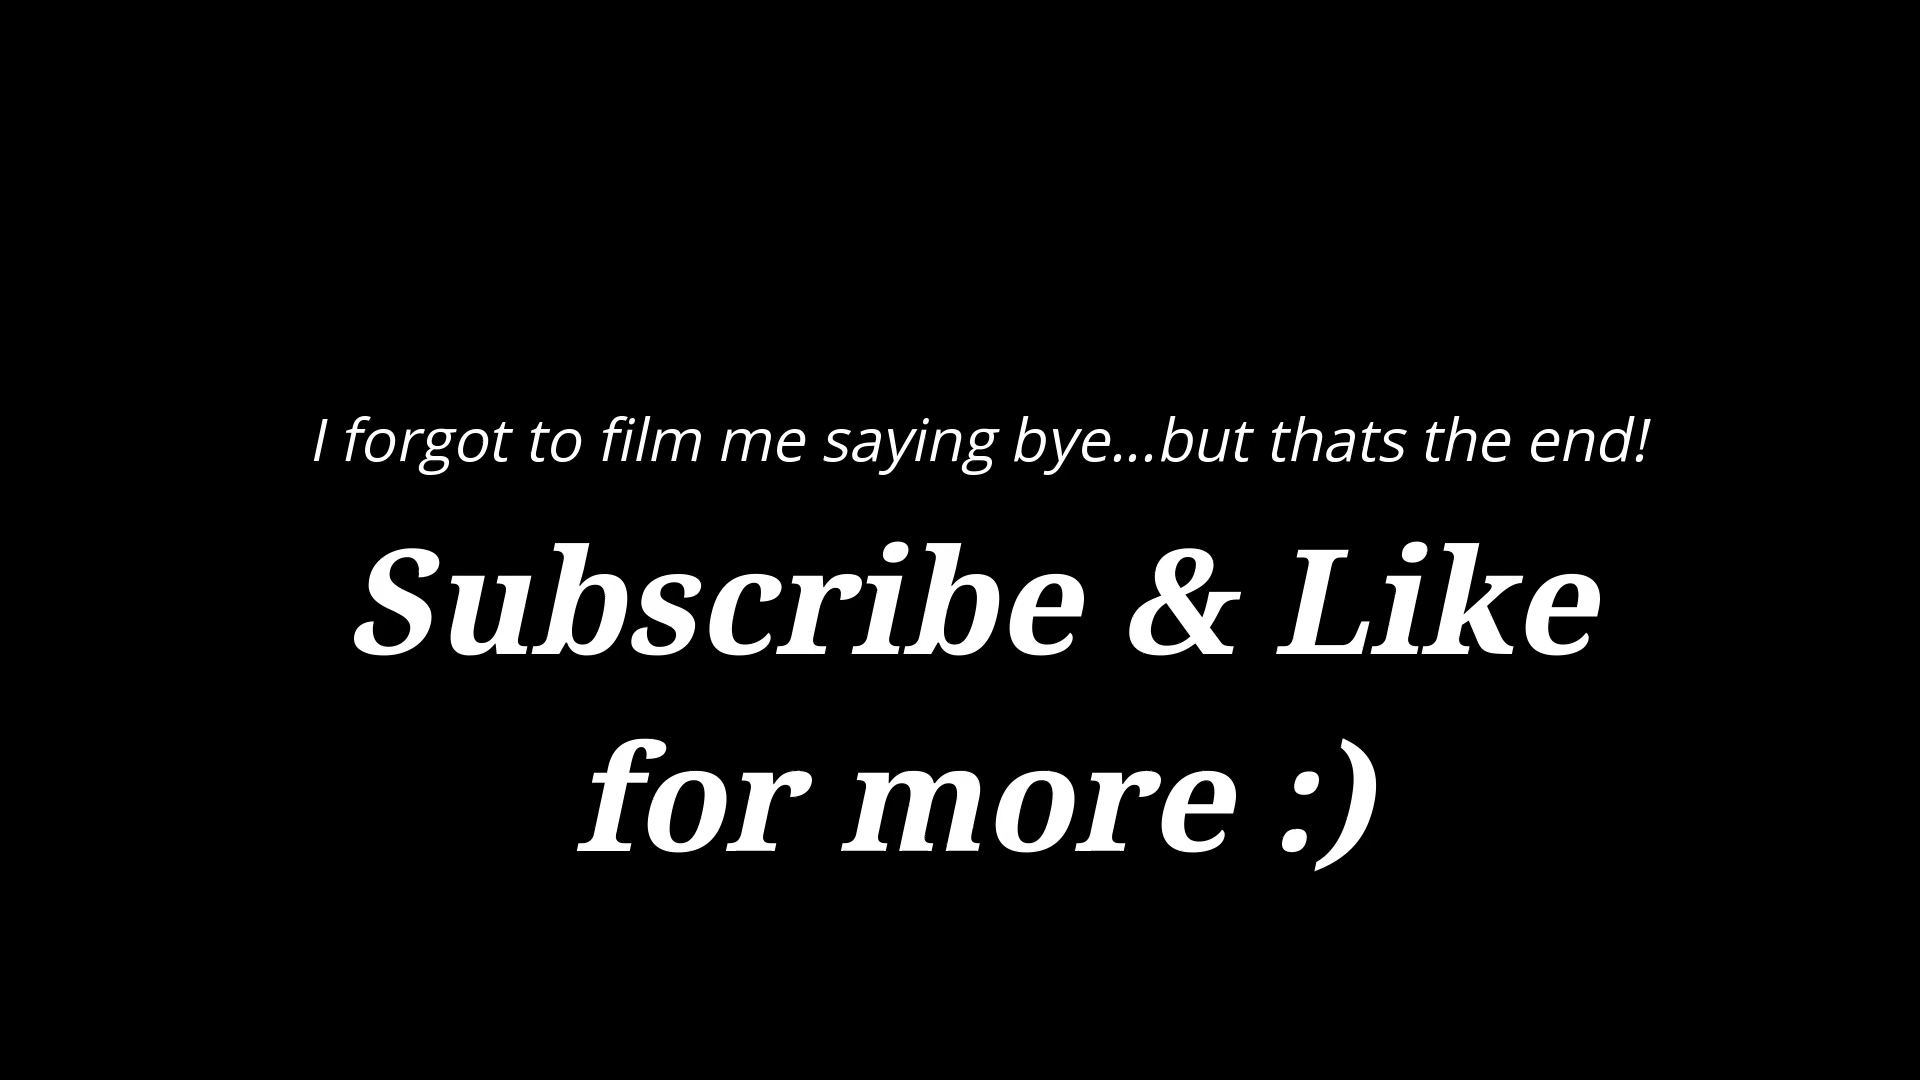 I forgot to film me saying bye...but thats the end!
Subscribe & Like
for more :)